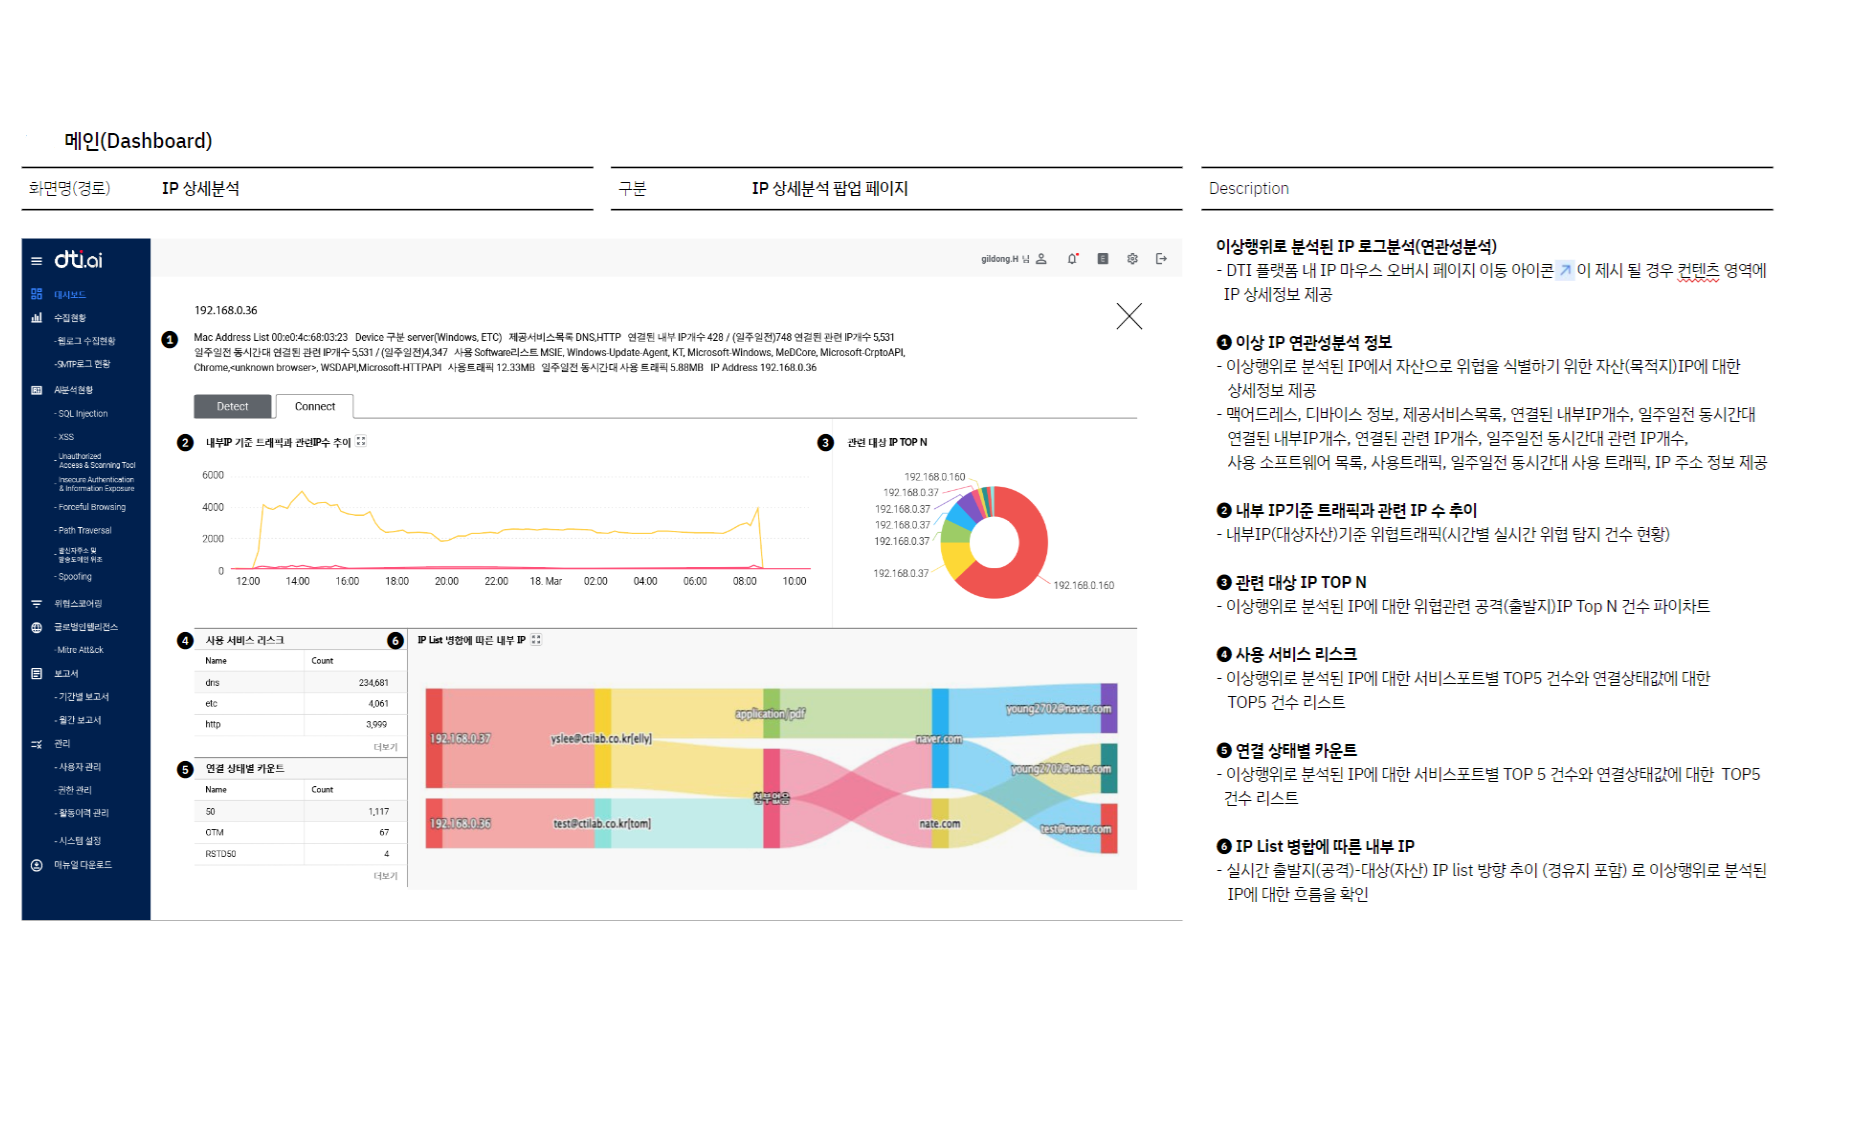 메인(Dashboard)
화면명(경로) IP 상세분석
구분 IP 상세분석 팝업 페이지
Description
dti.ai
대시보드
수집현황
-웹로그 수집현황
-SMTP로그 현황
AI분석현황
- SQL Injection
- XSS
- Unauthorized
Access & Scanning Tool
- Insecure Authentication
& Information Exposure
- Forceful Browsing
- Path Traversal
- 발신자주소 및
발송도메인 위조
- Spoofing
위협스코어링
글로벌인텔리전스
-Mitre Att&ck
보고서
- 기간별 보고서
- 월간 보고서
관리
- 사용자 관리
- 권한 관리
- 활동이력 관리
- 시스템 설정
매뉴얼 다운로드
gildong.H 님
192.168.0.36
1 Mac Address List 00:e0:4c:68:03:23 Device 구분 server(Windows, ETC) 제공서비스목록 DNS,HTTP 연결된 내부 IP개수 428 / (일주일전)748 연결된 관련 IP개수 5,531
일주일전 동시간대 연결된 관련 IP개수 5,531 / (일주일전)4,347 사용 Software리스트 MSIE, Windows-Update-Agent, KT, Microsoft-Windows, MeDCore, Microsoft-CrptoAPI,
Chrome,<unknown browser>, WSDAPI,Microsoft-HTTPAPI 사용트래픽 12.33MB 일주일전 동시간대 사용 트래픽 5.88MB IP Address 192.168.0.36
Detect Connect
2 내부IP 기준 트래픽과 관련IP수 추이
6000
4000
2000
0
12:00 14:00 16:00 18:00 20:00 22:00 18. Mar 02:00 04:00 06:00 08:00 10:00
3 관련 대상 IP TOP N
192.168.0.160
192.168.0.37
192.168.0.37
192.168.0.37
192.168.0.37
192.168.0.37
192.168.0.160
4 사용 서비스 리스크
Name Count
dns 234,681
etc 4,061
http 3,999
더보기
5 연결 상태별 카운트
Name Count
S0 1,117
OTM 67
RSTDS0 4
더보기
6 IP List 병합에 따른 내부 IP
192.168.0.37
yslee@ctilab.co.kr[elly]
application/pdf
naver.com
young2702@naver.com
young2702@nate.com
첨부없음
192.168.0.36
test@ctilab.co.kr[tom]
nate.com
test@naver.com
이상행위로 분석된 IP 로그분석(연관성분석)
- DTI 플랫폼 내 IP 마우스 오버시 페이지 이동 아이콘 이 제시 될 경우 컨텐츠 영역에
IP 상세정보 제공
1 이상 IP 연관성분석 정보
- 이상행위로 분석된 IP에서 자산으로 위협을 식별하기 위한 자산(목적지)IP에 대한
상세정보 제공
- 맥어드레스, 디바이스 정보, 제공서비스목록, 연결된 내부IP개수, 일주일전 동시간대
연결된 내부IP개수, 연결된 관련 IP개수, 일주일전 동시간대 관련 IP개수,
사용 소프트웨어 목록, 사용트래픽, 일주일전 동시간대 사용 트래픽, IP 주소 정보 제공
2 내부 IP기준 트래픽과 관련 IP 수 추이
- 내부IP(대상자산)기준 위협트래픽(시간별 실시간 위협 탐지 건수 현황)
3 관련 대상 IP TOP N
- 이상행위로 분석된 IP에 대한 위협관련 공격(출발지)IP Top N 건수 파이차트
4 사용 서비스 리스크
- 이상행위로 분석된 IP에 대한 서비스포트별 TOP5 건수와 연결상태값에 대한
TOP5 건수 리스트
5 연결 상태별 카운트
- 이상행위로 분석된 IP에 대한 서비스포트별 TOP 5 건수와 연결상태값에 대한 TOP5
건수 리스트
6 IP List 병합에 따른 내부 IP
- 실시간 출발지(공격)-대상(자산) IP list 방향 추이 (경유지 포함) 로 이상행위로 분석된
IP에 대한 흐름을 확인